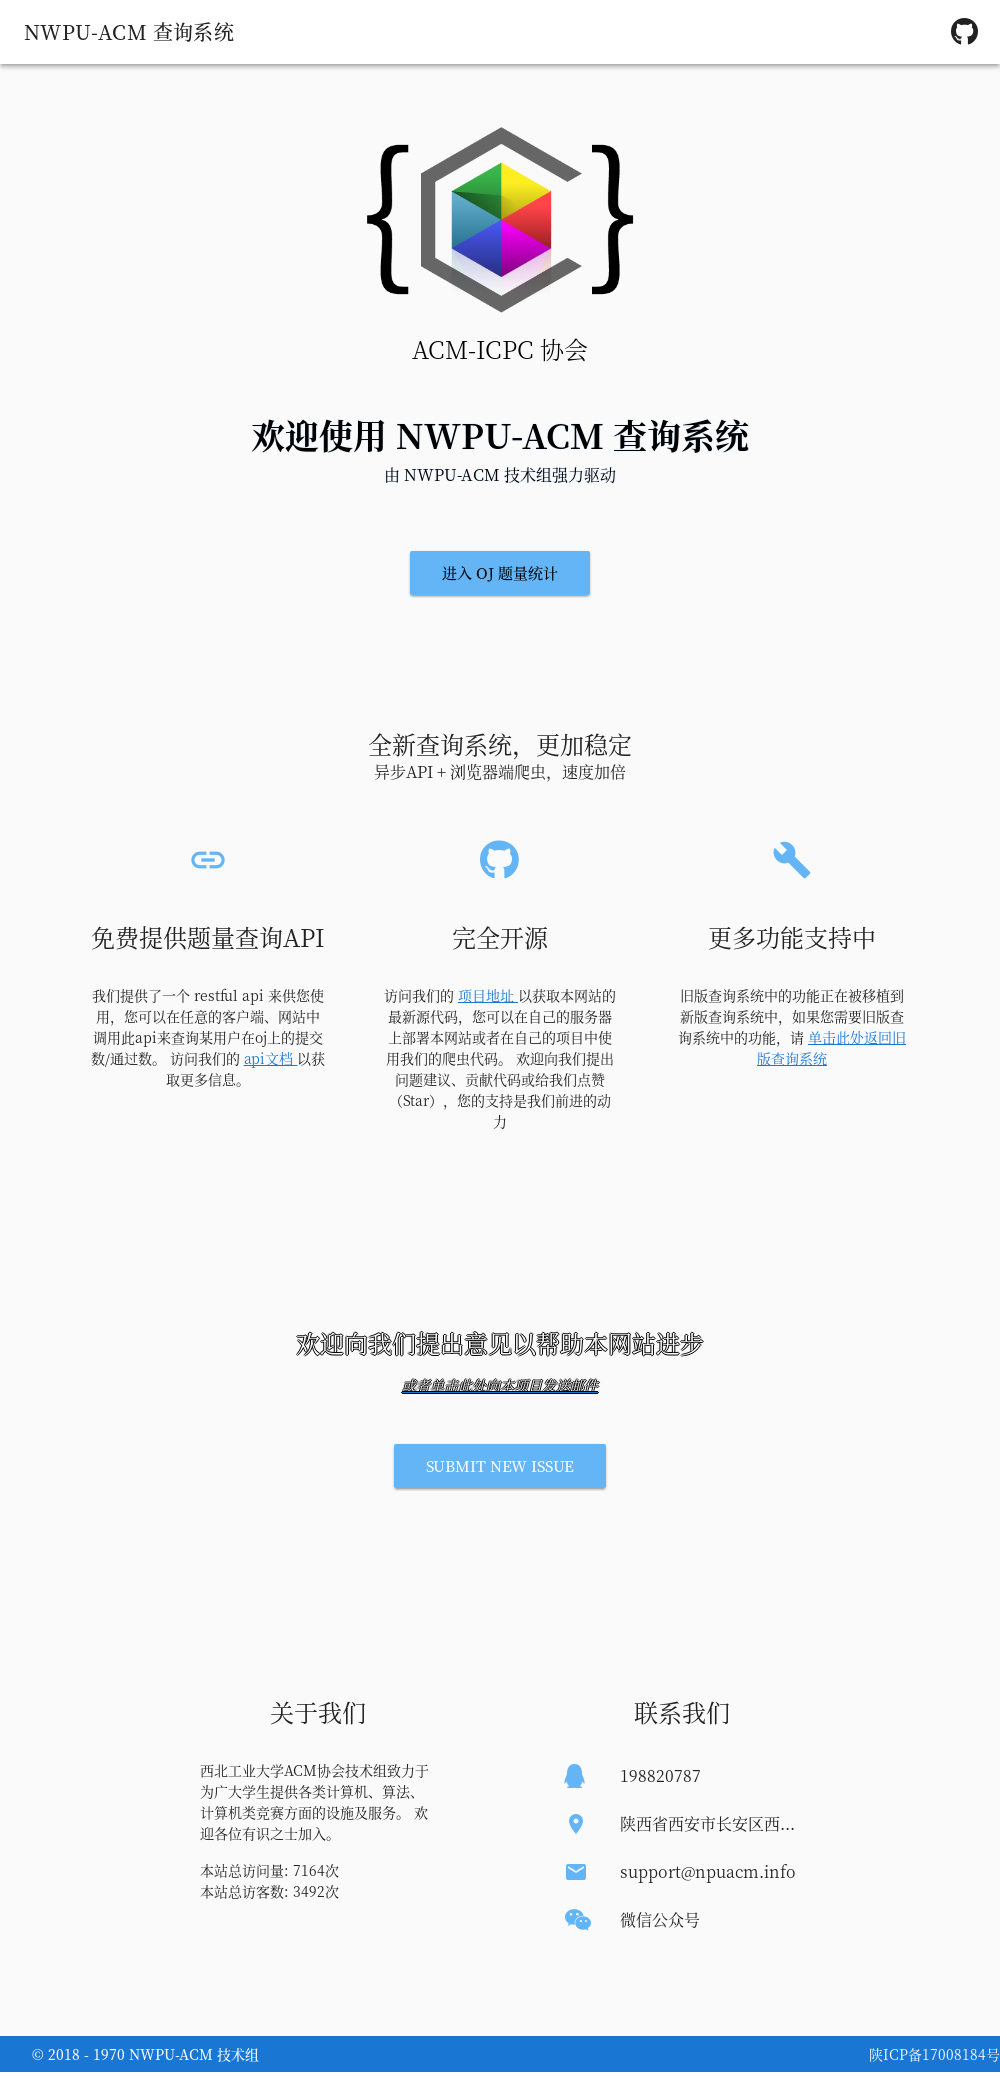 NWPU-ACM 查询系统
ACM-ICPC 协会
欢迎使用 NWPU-ACM 查询系统
由 NWPU-ACM 技术组强力驱动
进入 OJ 题量统计
全新查询系统，更加稳定
异步API + 浏览器端爬虫，速度加倍
免费提供题量查询API
我们提供了一个 restful api 来供您使
用，您可以在任意的客户端、网站中
调用此api来查询某用户在oj上的提交
数/通过数。 访问我们的 api文档 以获
取更多信息。
完全开源
访问我们的 项目地址 以获取本网站的
最新源代码，您可以在自己的服务器
上部署本网站或者在自己的项目中使
用我们的爬虫代码。 欢迎向我们提出
问题建议、贡献代码或给我们点赞
（Star），您的支持是我们前进的动
力
更多功能支持中
旧版查询系统中的功能正在被移植到
新版查询系统中，如果您需要旧版查
询系统中的功能，请 单击此处返回旧
版查询系统
欢迎向我们提出意见以帮助本网站进步
或者单击此处向本项目发送邮件
SUBMIT NEW ISSUE
关于我们
西北工业大学ACM协会技术组致力于
为广大学生提供各类计算机、算法、
计算机类竞赛方面的设施及服务。 欢
迎各位有识之士加入。
本站总访问量: 7164次
本站总访客数: 3492次
联系我们
198820787
陕西省西安市长安区西...
support@npuacm.info
微信公众号
© 2018 - 1970 NWPU-ACM 技术组
陕ICP备17008184号